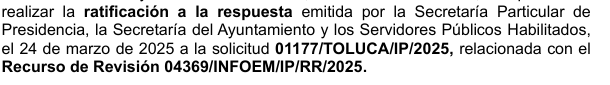 realizar la ratificación a la respuesta emitida por la Secretaría Particular de
Presidencia, la Secretaría del Ayuntamiento y los Servidores Públicos Habilitados,
el 24 de marzo de 2025 a la solicitud 01177/TOLUCA/IP/2025, relacionada con el
Recurso de Revisión 04369/INFOEM/IP/RR/2025.